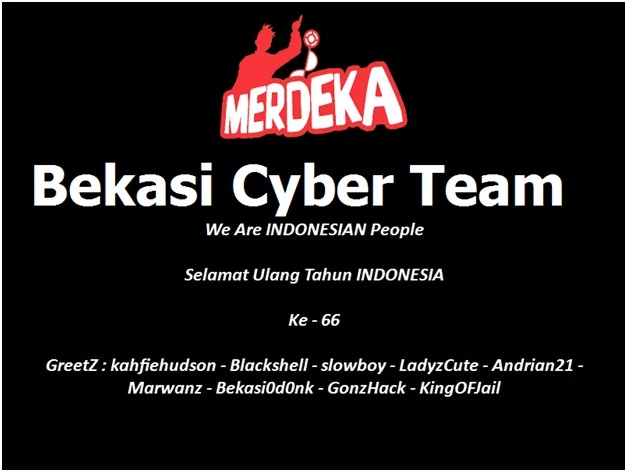 MERDEKA
Bekasi Cyber Team
We Are INDONESIAN People
Selamat Ulang Tahun INDONESIA
Ke - 66
GreetZ : kahfiehudson - Blackshell - slowboy - LadyzCute - Andrian21 -
Marwanz - Bekasi0d0nk - GonzHack - KingOFJail